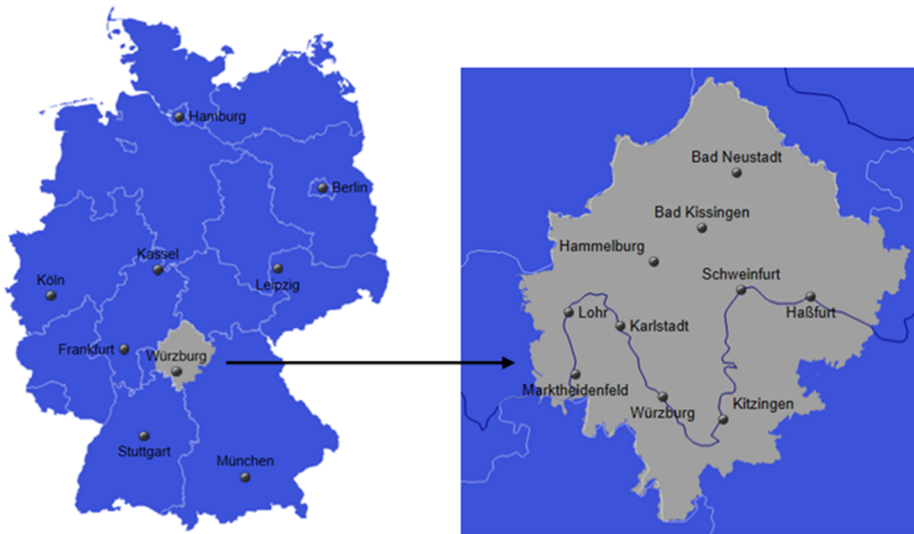 Hamburg
Berlin
Kassel
Leipzig
Köln
Frankfurt
Würzburg
Stuttgart
München
Bad Neustadt
Bad Kissingen
Hammelburg
Schweinfurt
Haßfurt
Lohr
Karlstadt
Marktheidenfeld
Würzburg
Kitzingen